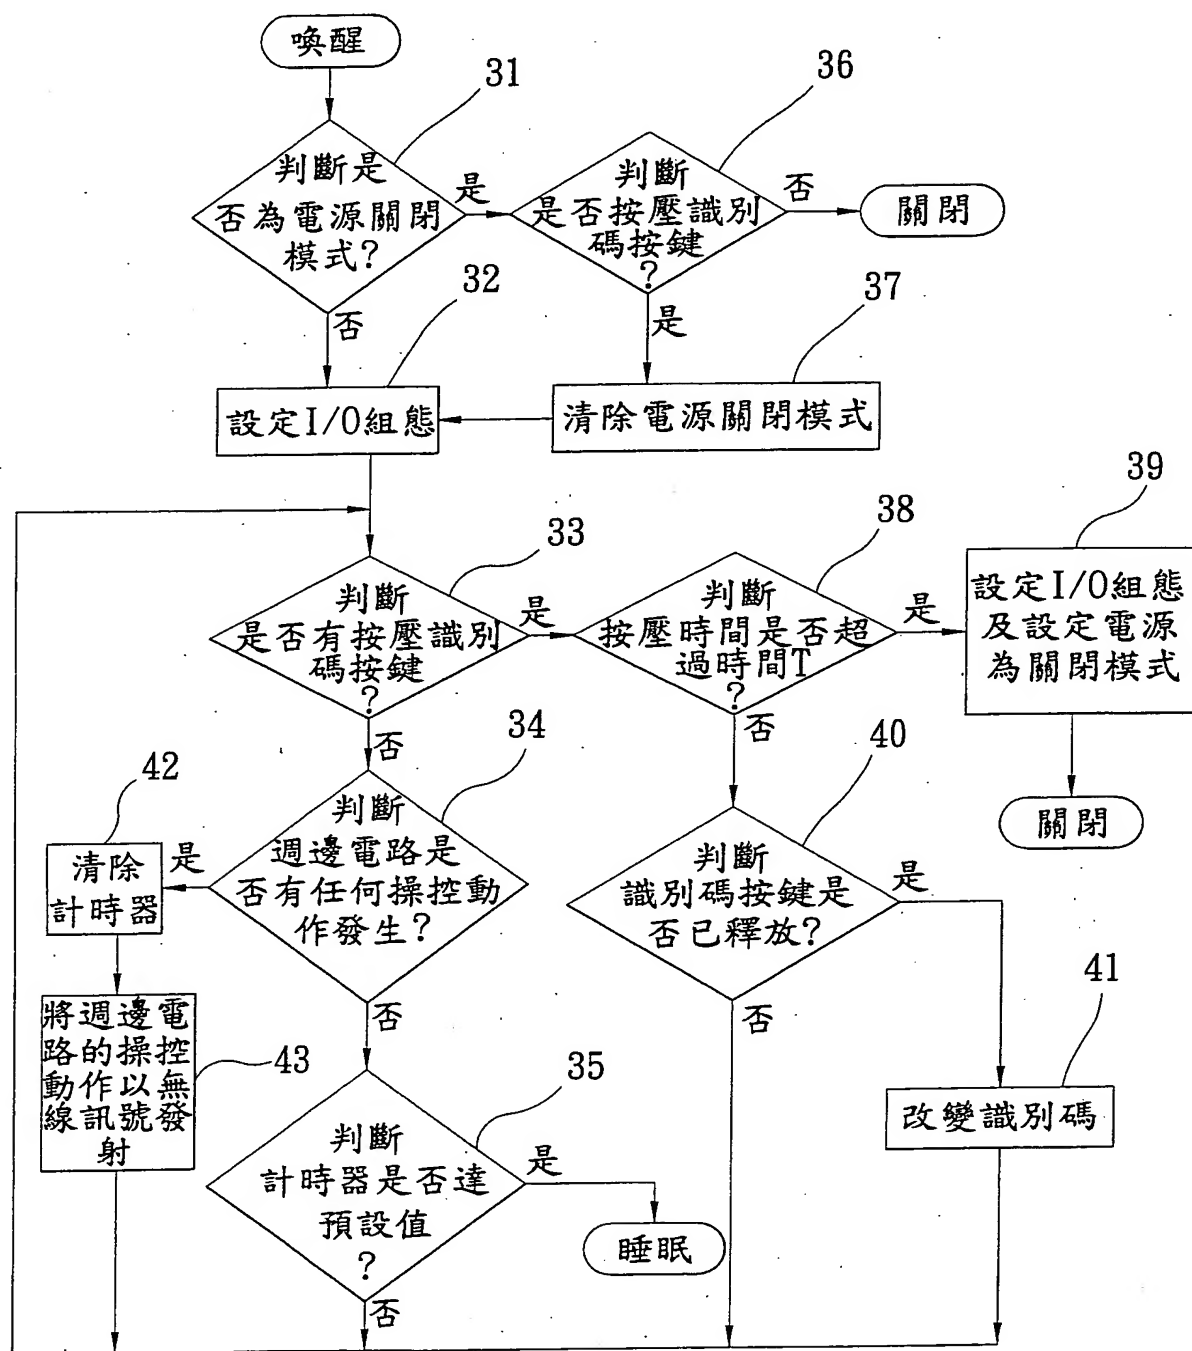 喚醒
31
判斷是
否為電源關閉
模式?
是
36
判斷
是否按壓識別
碼按鍵
?
否
關閉
否
32
是
37
設定I/O組態
清除電源關閉模式
33
判斷
是否有按壓識別
碼按鍵
?
是
38
判斷
按壓時間是否超
過時間T
?
是
39
設定I/O組態
及設定電源
為關閉模式
關閉
否
34
判斷
週邊電路是
否有任何操控動
作發生?
是
42
清除
計時器
將週邊電
路的操控
動作以無
線訊號發
射
43
否
40
判斷
識別碼按鍵是
否已釋放?
是
41
改變識別碼
否
否
35
判斷
計時器是否達
預設值
?
是
睡眠
否